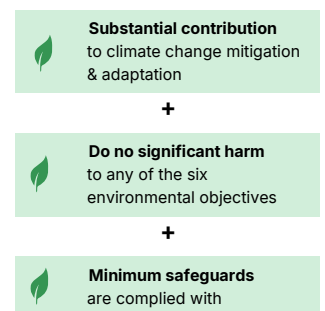 Substantial contribution
to climate change mitigation
& adaptation
+
Do no significant harm
to any of the six
environmental objectives
+
Minimum safeguards
are complied with